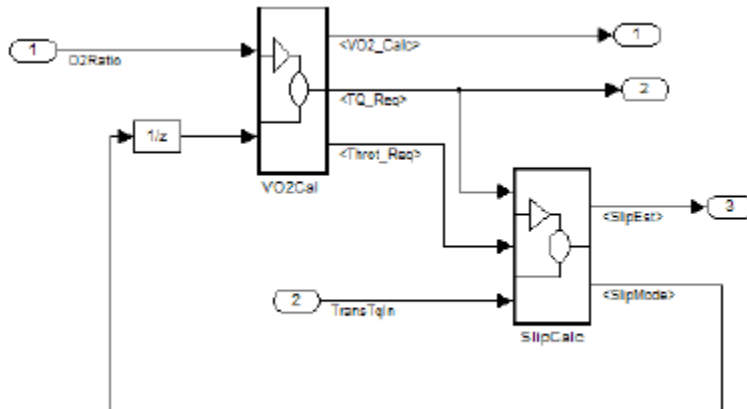 1
O2Ratio
<VO2_Calc>
1
<TQ_Req>
2
1/z
<Throt_Req>
VO2Cal
<SlipEst>
3
2
TransTqIn
<SlipMode>
SlipCalc